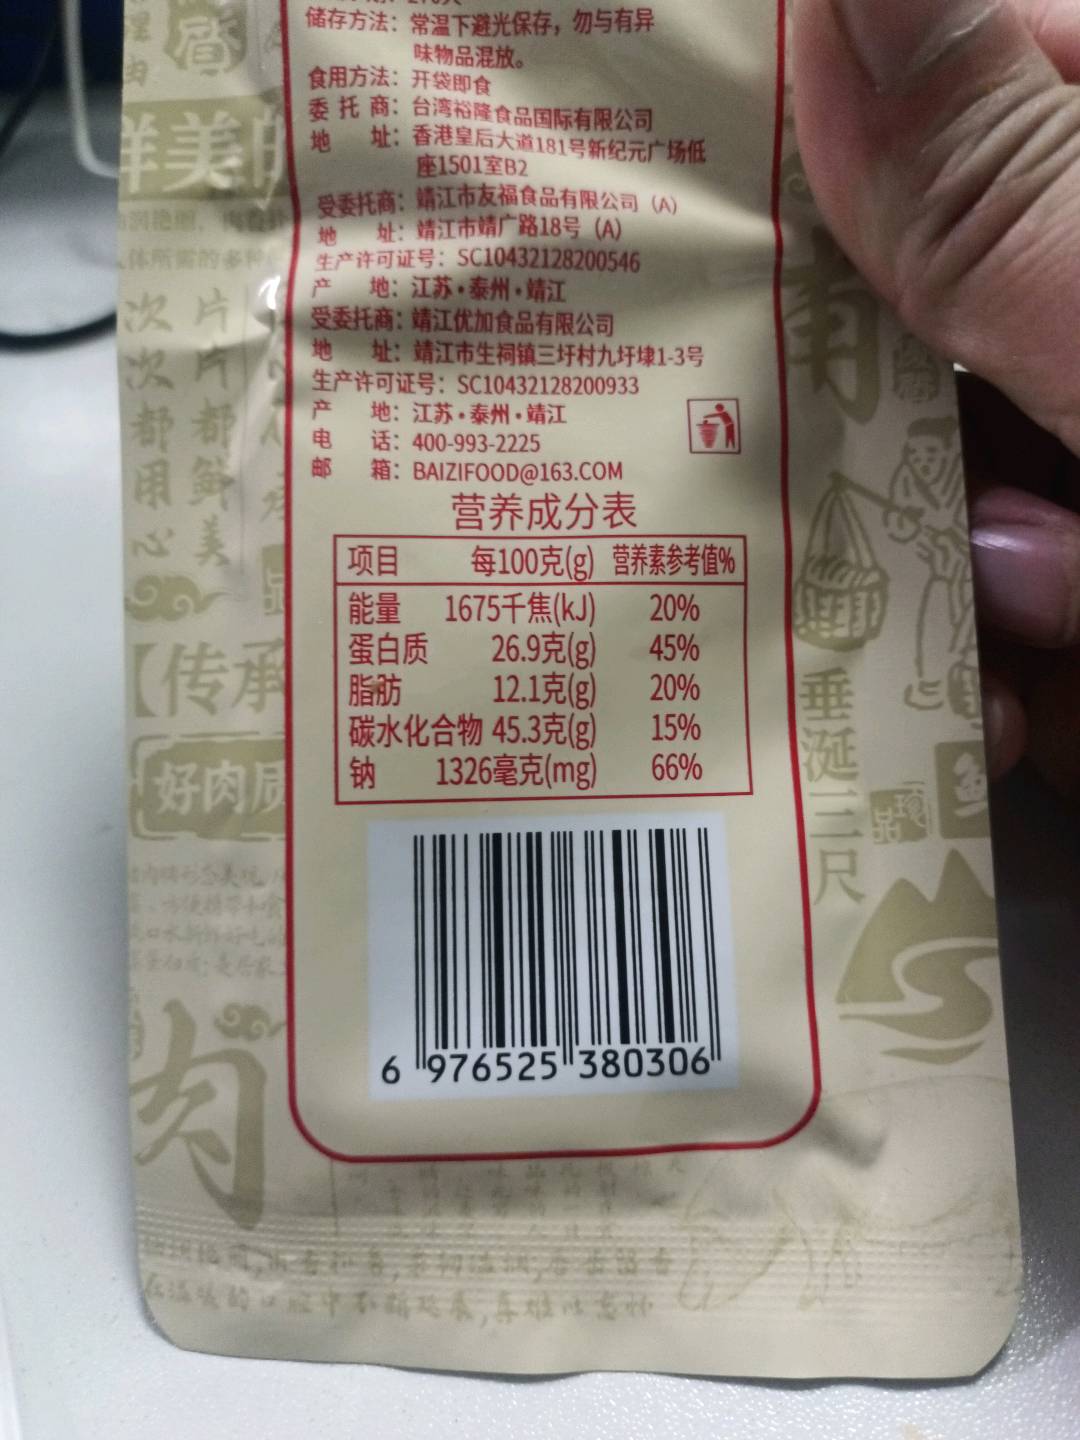 储存方法：常温下避光保存，勿与有异
味物品混放。
食用方法：开袋即食
委托商：台湾裕隆食品国际有限公司
地址：香港皇后大道181号新纪元广场低
座1501室B2
受委托商：靖江市友福食品有限公司（A）
地址：靖江市靖广路18号（A）
生产许可证号：SC10432128200546
产地：江苏·泰州·靖江
受委托商：靖江优加食品有限公司
地址：靖江市生祠镇三圩村九圩埭1-3号
生产许可证号：SC10432128200933
产地：江苏·泰州·靖江
电话：400-993-2225
邮箱：BAIZIFOOD@163.COM
营养成分表
项目 每100克(g) 营养素参考值%
能量 1675千焦(kJ) 20%
蛋白质 26.9克(g) 45%
脂肪 12.1克(g) 20%
碳水化合物 45.3克(g) 15%
钠 1326毫克(mg) 66%
6 976525 380306
鲜美的
人体所需的多种
片片都鲜美
次次都用心
【传承
好肉质
肉
垂涎三尺
珍品